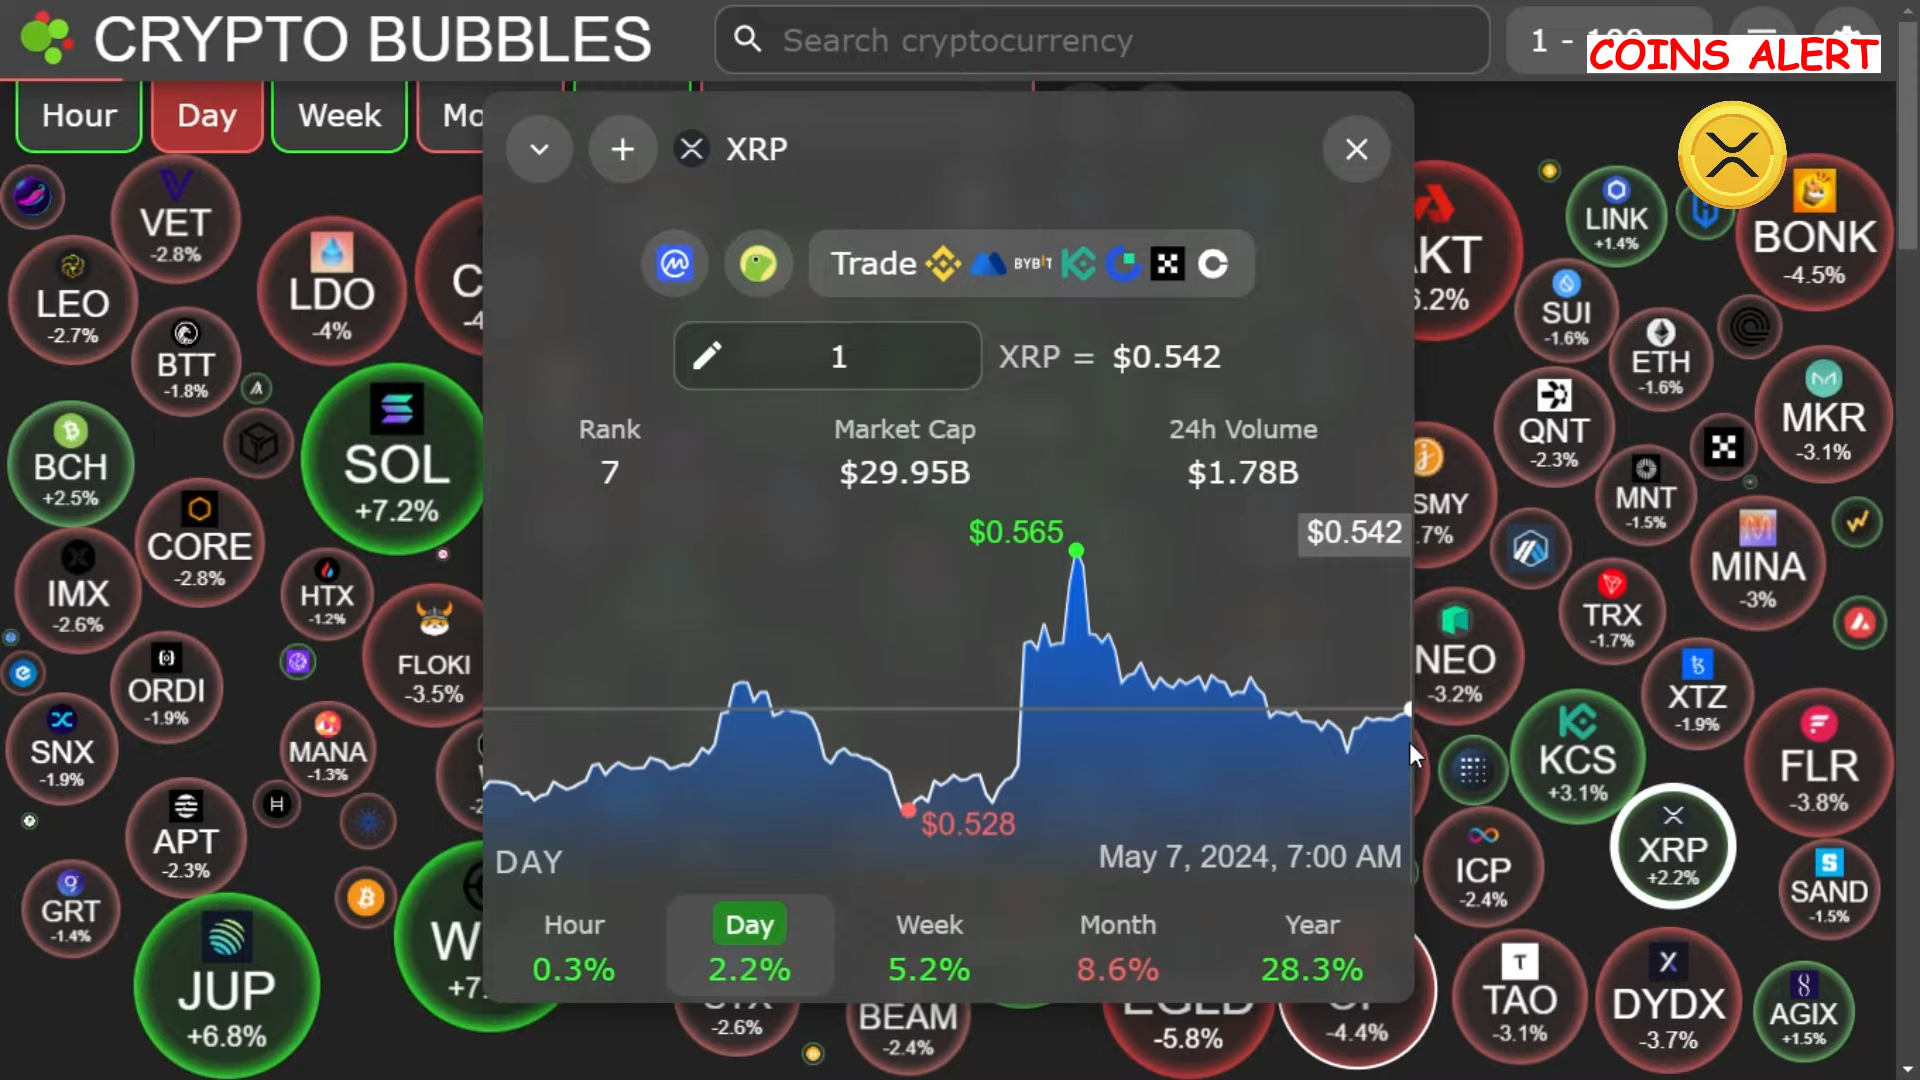 CRYPTO BUBBLES
Search cryptocurrency
1 -
COINS ALERT
Hour
Day
Week
XRP
VET
-2.8%
LEO
-2.7%
LDO
-4%
BTT
-1.8%
BCH
+2.5%
SOL
+7.2%
CORE
-2.8%
IMX
-2.6%
HTX
-1.2%
FLOKI
-3.5%
ORDI
-1.9%
SNX
-1.9%
MANA
-1.3%
APT
-2.3%
GRT
-1.4%
JUP
+6.8%
Trade
BYBIT
1
XRP = $0.542
Rank
7
Market Cap
$29.95B
24h Volume
$1.78B
$0.565
$0.542
$0.528
DAY
May 7, 2024, 7:00 AM
Hour
0.3%
Day
2.2%
Week
5.2%
Month
8.6%
Year
28.3%
-2.6%
BEAM
-2.4%
-5.8%
-4.4%
LINK
+1.4%
BONK
-4.5%
SUI
-1.6%
ETH
-1.6%
MKR
-3.1%
QNT
-2.3%
MNT
-1.5%
MINA
-3%
TRX
-1.7%
NEO
-3.2%
XTZ
-1.9%
KCS
+3.1%
FLR
-3.8%
XRP
+2.2%
ICP
-2.4%
SAND
-1.5%
TAO
-3.1%
DYDX
-3.7%
AGIX
+1.5%